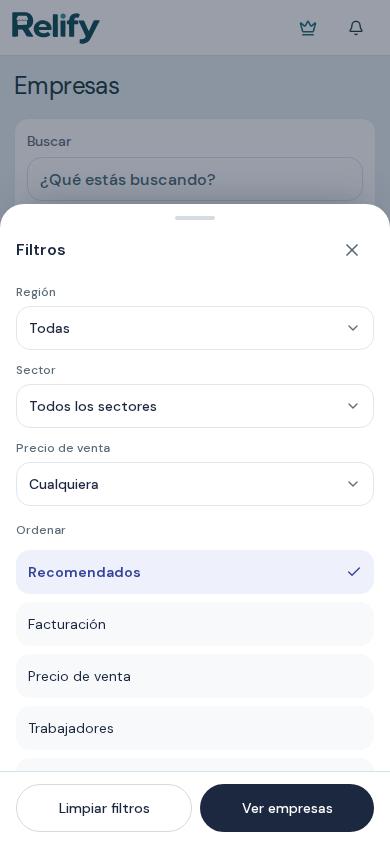 Relify
Empresas
Buscar
¿Qué estás buscando?
Filtros
Región
Todas
Sector
Todos los sectores
Precio de venta
Cualquiera
Ordenar
Recomendados
Facturación
Precio de venta
Trabajadores
Limpiar filtros
Ver empresas